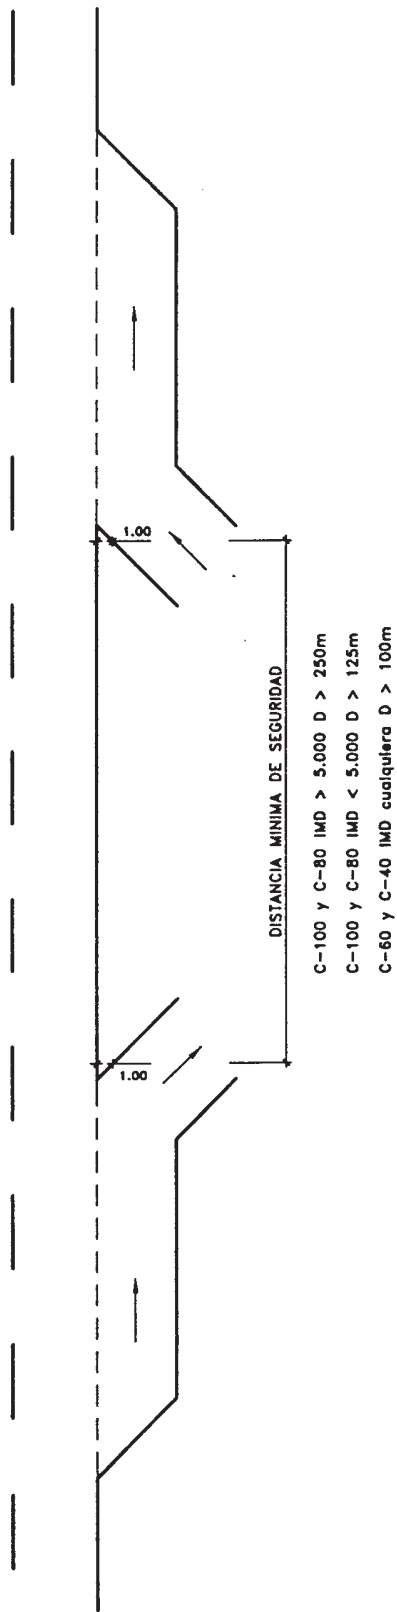 1.00
1.00
DISTANCIA MINIMA DE SEGURIDAD
C-100 y C-80 IMD > 5.000 D > 250m
C-100 y C-80 IMD < 5.000 D > 125m
C-60 y C-40 IMD cualquiera D > 100m